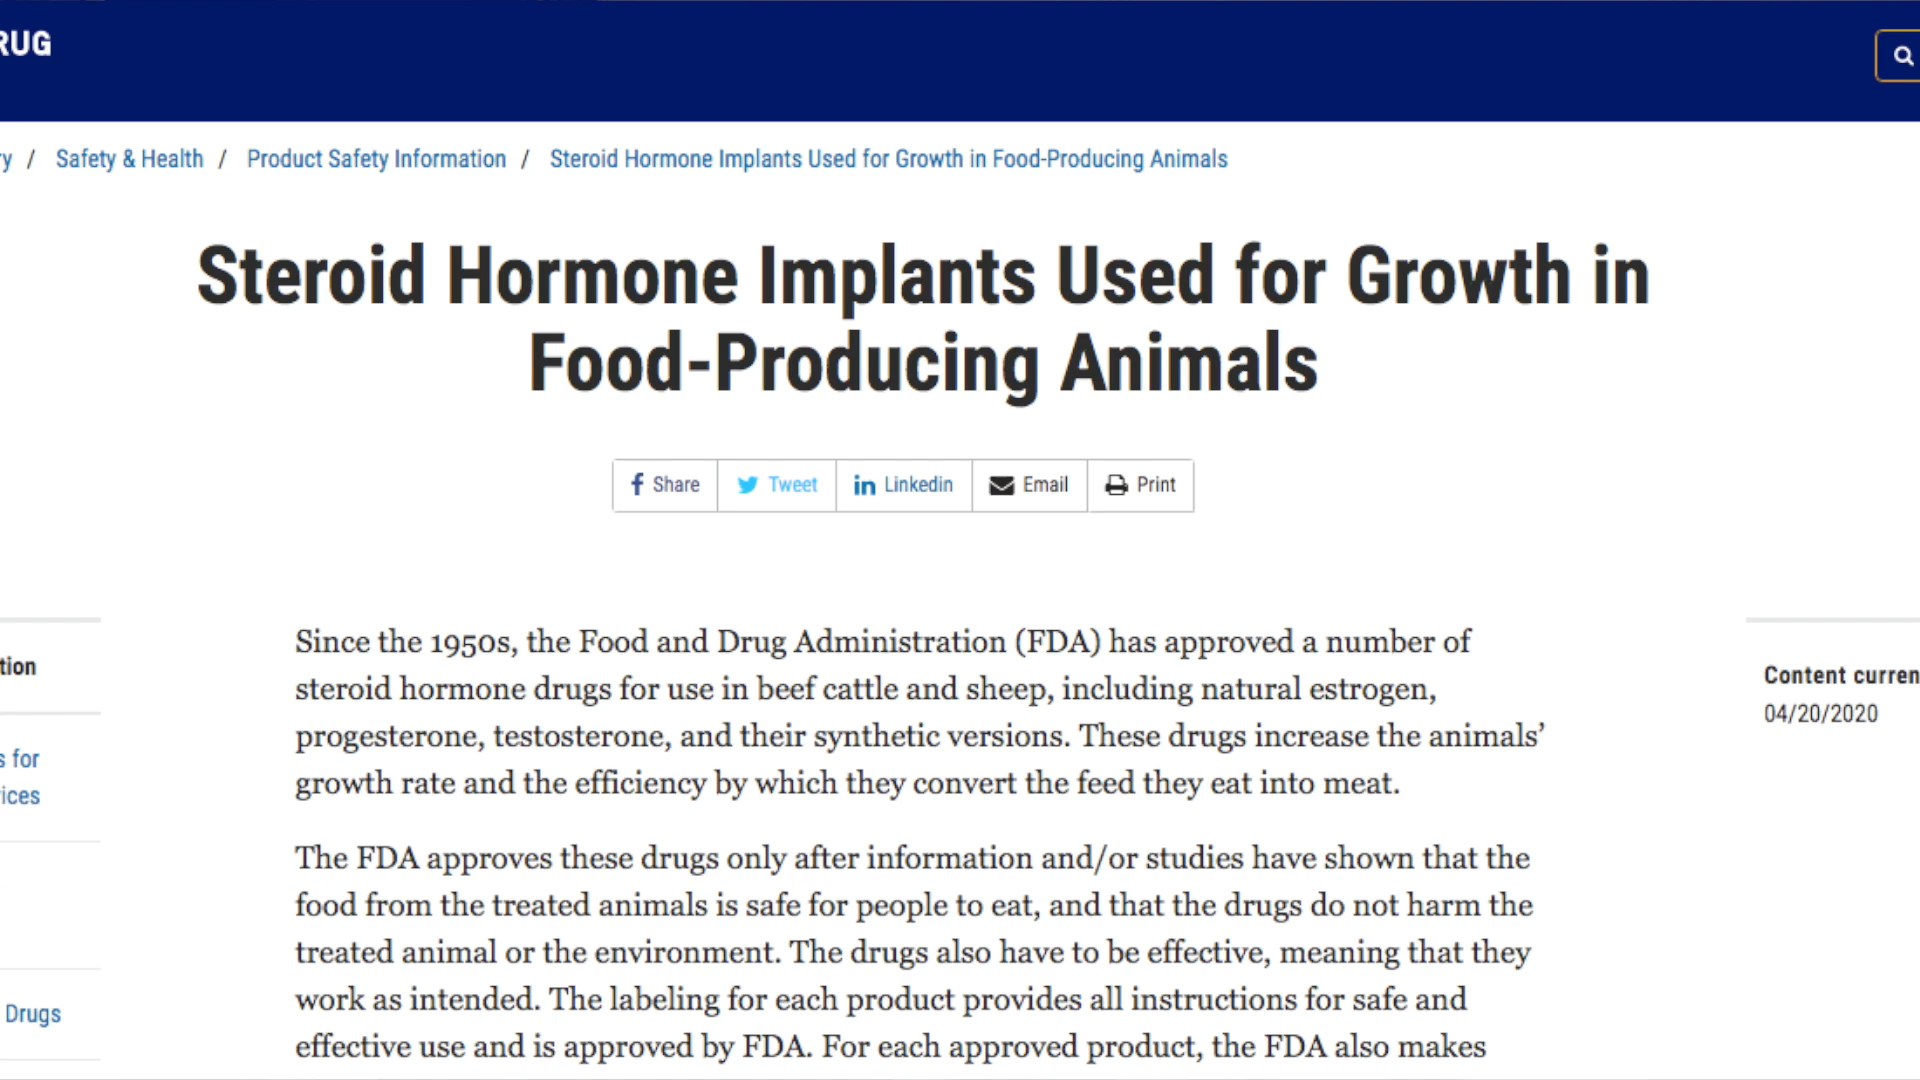 RUG
y / Safety & Health / Product Safety Information / Steroid Hormone Implants Used for Growth in Food-Producing Animals
Steroid Hormone Implants Used for Growth in
Food-Producing Animals
f Share Tweet in Linkedin Email Print
tion
s for
ices
Drugs
Since the 1950s, the Food and Drug Administration (FDA) has approved a number of
steroid hormone drugs for use in beef cattle and sheep, including natural estrogen,
progesterone, testosterone, and their synthetic versions. These drugs increase the animals’
growth rate and the efficiency by which they convert the feed they eat into meat.
The FDA approves these drugs only after information and/or studies have shown that the
food from the treated animals is safe for people to eat, and that the drugs do not harm the
treated animal or the environment. The drugs also have to be effective, meaning that they
work as intended. The labeling for each product provides all instructions for safe and
effective use and is approved by FDA. For each approved product, the FDA also makes
Content curren
04/20/2020